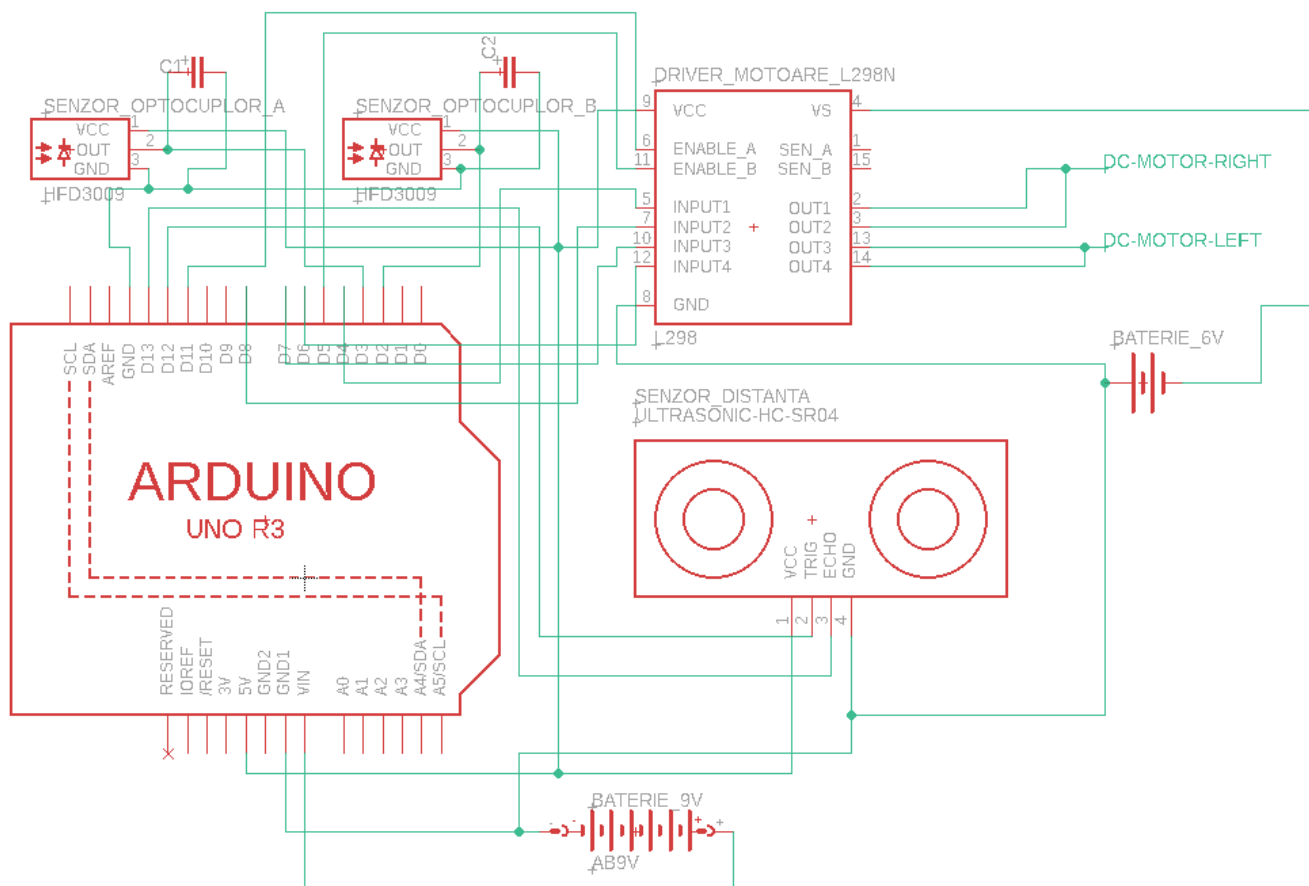 C1
C2
SENZOR_OPTOCUPLOR_A
VCC 1
OUT 2
GND 3
HFD3009
SENZOR_OPTOCUPLOR_B
VCC 1
OUT 2
GND 3
HFD3009
DRIVER_MOTOARE_L298N
9 VCC VS 4
6 ENABLE_A SEN_A 1
11 ENABLE_B SEN_B 15
5 INPUT1 OUT1 2
7 INPUT2 OUT2 3
10 INPUT3 OUT3 13
12 INPUT4 OUT4 14
8 GND
L298
DC-MOTOR-RIGHT
DC-MOTOR-LEFT
BATERIE_6V
SCL SDA AREF GND D13 D12 D11 D10 D9 D8 D7 D6 D5 D4 D3 D2 D1 D0
ARDUINO
UNO R3
RESERVED IOREF /RESET 3V 5V GND2 GND1 VIN A0 A1 A2 A3 A4/SDA A5/SCL
SENZOR_DISTANTA
ULTRASONIC-HC-SR04
VCC TRIG ECHO GND
1 2 3 4
BATERIE_9V
- - + +
AB9V